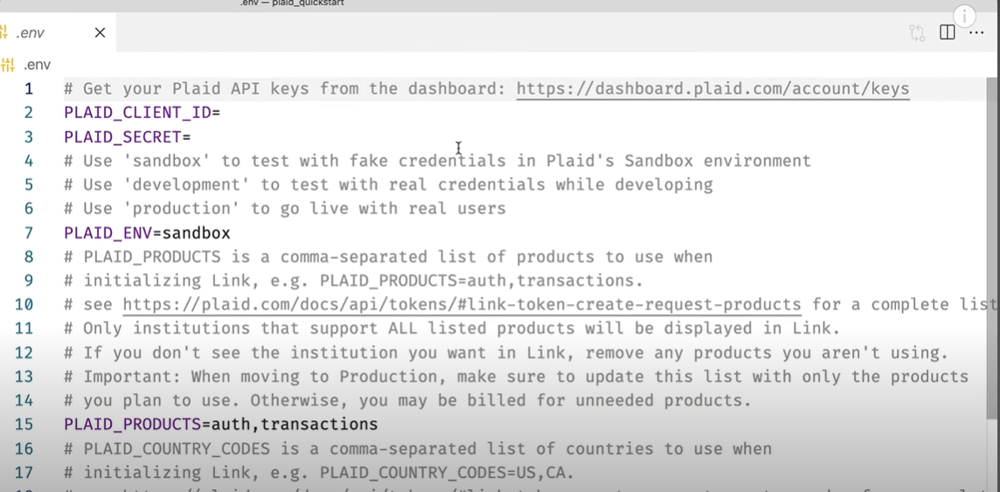 .env — plaid_quickstart
.env
.env
1 # Get your Plaid API keys from the dashboard: https://dashboard.plaid.com/account/keys
2 PLAID_CLIENT_ID=
3 PLAID_SECRET=
4 # Use 'sandbox' to test with fake credentials in Plaid's Sandbox environment
5 # Use 'development' to test with real credentials while developing
6 # Use 'production' to go live with real users
7 PLAID_ENV=sandbox
8 # PLAID_PRODUCTS is a comma-separated list of products to use when
9 # initializing Link, e.g. PLAID_PRODUCTS=auth,transactions.
10 # see https://plaid.com/docs/api/tokens/#link-token-create-request-products for a complete list
11 # Only institutions that support ALL listed products will be displayed in Link.
12 # If you don't see the institution you want in Link, remove any products you aren't using.
13 # Important: When moving to Production, make sure to update this list with only the products
14 # you plan to use. Otherwise, you may be billed for unneeded products.
15 PLAID_PRODUCTS=auth,transactions
16 # PLAID_COUNTRY_CODES is a comma-separated list of countries to use when
17 # initializing Link, e.g. PLAID_COUNTRY_CODES=US,CA.